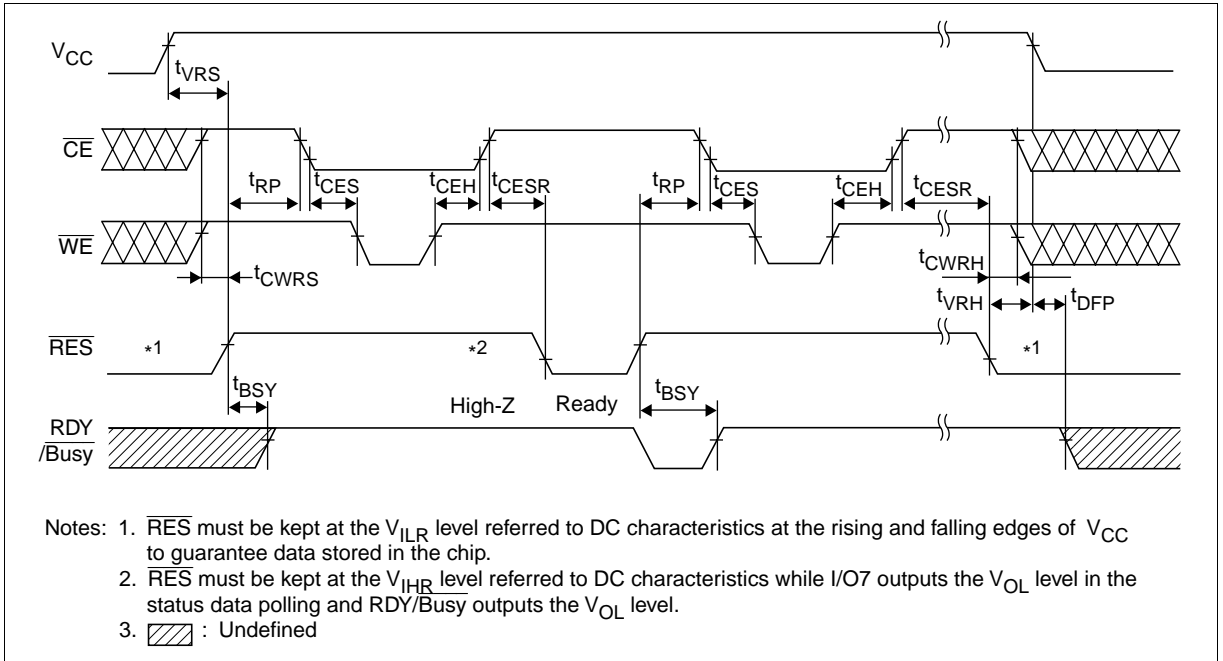 VCC
tVRS
CE
tRP tCES tCEH tCESR tRP tCES tCEH tCESR
WE
tCWRS tCWRH
tVRH tDFP
RES *1 *2 *1
tBSY tBSY
High-Z Ready
RDY
/Busy
Notes: 1. RES must be kept at the VILR level referred to DC characteristics at the rising and falling edges of VCC
to guarantee data stored in the chip.
2. RES must be kept at the VIHR level referred to DC characteristics while I/O7 outputs the VOL level in the
status data polling and RDY/Busy outputs the VOL level.
3. : Undefined